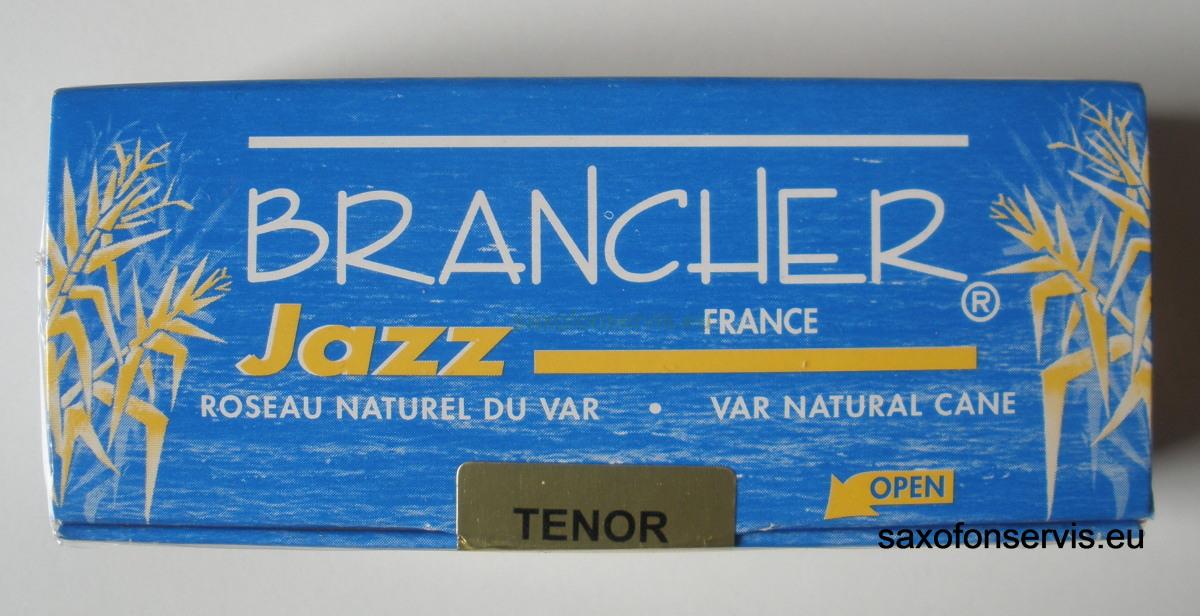 BRANCHER®
Jazz
FRANCE
ROSEAU NATUREL DU VAR • VAR NATURAL CANE
OPEN
TENOR
saxofonservis.eu